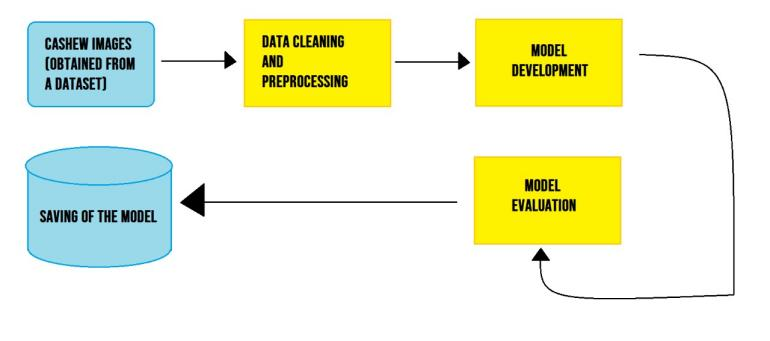 CASHEW IMAGES
(OBTAINED FROM
A DATASET)
DATA CLEANING
AND
PREPROCESSING
MODEL
DEVELOPMENT
MODEL
EVALUATION
SAVING OF THE MODEL